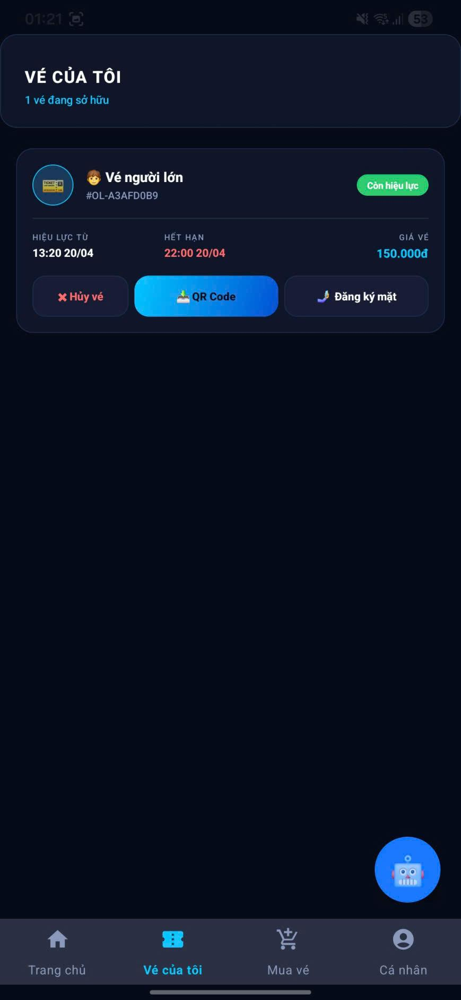 01:21
53
VÉ CỦA TÔI
1 vé đang sở hữu
TICKET
Vé người lớn
#OL-A3AFD0B9
Còn hiệu lực
HIỆU LỰC TỪ
HẾT HẠN
GIÁ VÉ
13:20 20/04
22:00 20/04
150.000đ
Hủy vé
QR Code
Đăng ký mặt
Trang chủ
Vé của tôi
Mua vé
Cá nhân